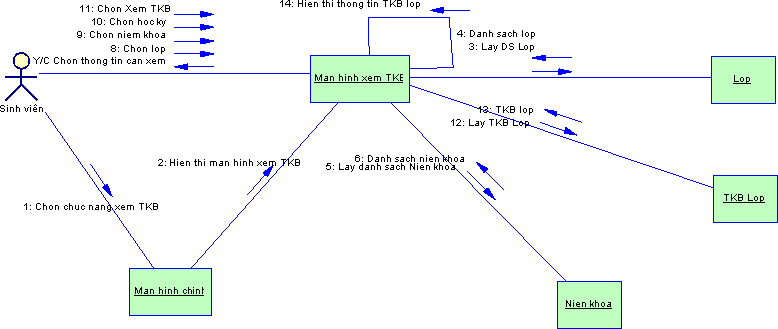 14: Hien thi thong tin TKB lop
11: Chon Xem TKB
10: Chon hoc ky
9: Chon niem khoa
8: Chon lop
Y/C Chon thong tin can xem
4: Danh sach lop
3: Lay DS Lop
Man hinh xem TKB
Lop
Sinh viên
13: TKB lop
12: Lay TKB Lop
6: Danh sach nien khoa
5: Lay danh sach Nien khoa
2: Hien thi man hinh xem TKB
1: Chon chuc nang xem TKB
TKB Lop
Man hinh chint
Nien khoa